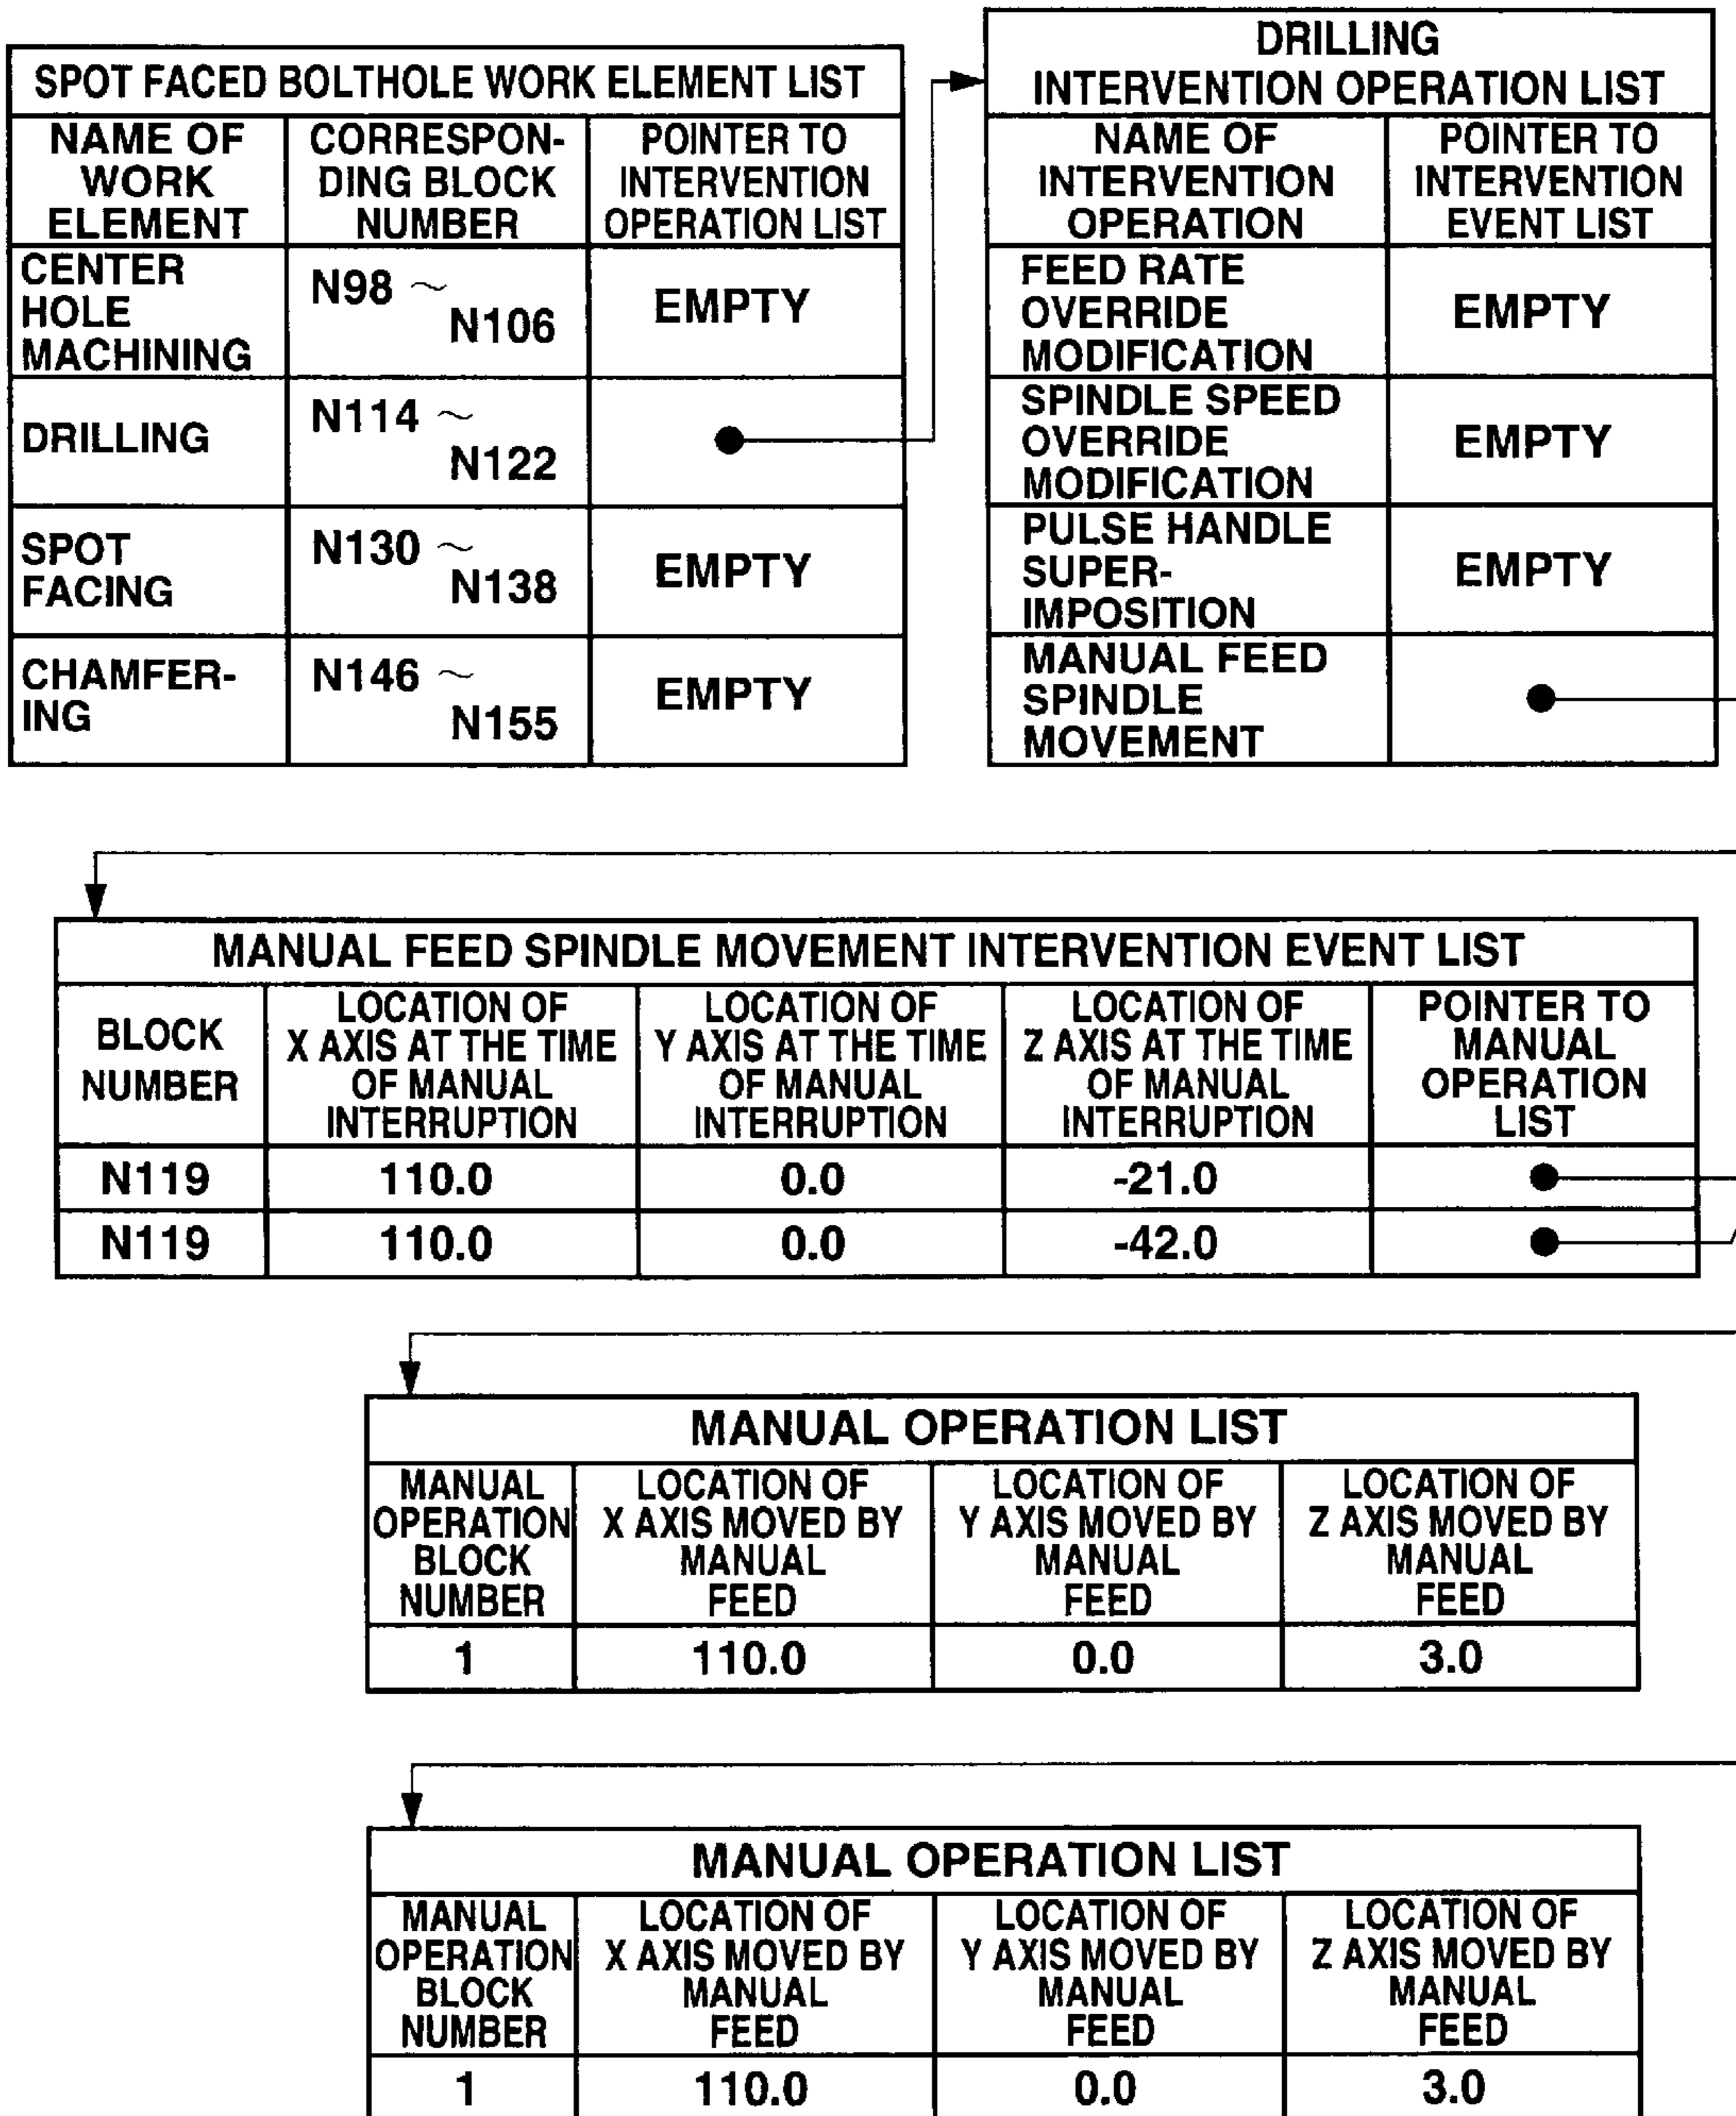 SPOT FACED BOLTHOLE WORK ELEMENT LIST
NAME OF
WORK
ELEMENT
CORRESPON-
DING BLOCK
NUMBER
POINTER TO
INTERVENTION
OPERATION LIST
CENTER
HOLE
MACHINING
N98 ~
N106
EMPTY
DRILLING
N114 ~
N122
SPOT
FACING
N130 ~
N138
EMPTY
CHAMFER-
ING
N146 ~
N155
EMPTY
DRILLING
INTERVENTION OPERATION LIST
NAME OF
INTERVENTION
OPERATION
POINTER TO
INTERVENTION
EVENT LIST
FEED RATE
OVERRIDE
MODIFICATION
EMPTY
SPINDLE SPEED
OVERRIDE
MODIFICATION
EMPTY
PULSE HANDLE
SUPER-
IMPOSITION
EMPTY
MANUAL FEED
SPINDLE
MOVEMENT
MANUAL FEED SPINDLE MOVEMENT INTERVENTION EVENT LIST
BLOCK
NUMBER
LOCATION OF
X AXIS AT THE TIME
OF MANUAL
INTERRUPTION
LOCATION OF
Y AXIS AT THE TIME
OF MANUAL
INTERRUPTION
LOCATION OF
Z AXIS AT THE TIME
OF MANUAL
INTERRUPTION
POINTER TO
MANUAL
OPERATION
LIST
N119 110.0 0.0 -21.0
N119 110.0 0.0 -42.0
MANUAL OPERATION LIST
MANUAL
OPERATION
BLOCK
NUMBER
LOCATION OF
X AXIS MOVED BY
MANUAL
FEED
LOCATION OF
Y AXIS MOVED BY
MANUAL
FEED
LOCATION OF
Z AXIS MOVED BY
MANUAL
FEED
1 110.0 0.0 3.0
MANUAL OPERATION LIST
MANUAL
OPERATION
BLOCK
NUMBER
LOCATION OF
X AXIS MOVED BY
MANUAL
FEED
LOCATION OF
Y AXIS MOVED BY
MANUAL
FEED
LOCATION OF
Z AXIS MOVED BY
MANUAL
FEED
1 110.0 0.0 3.0